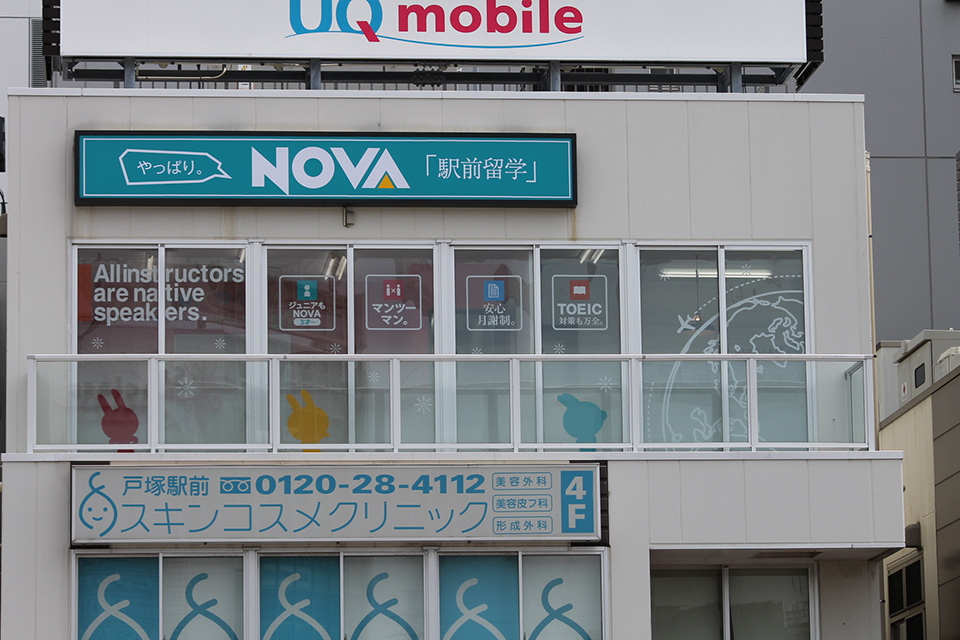 UQ mobile
やっぱり。 NOVA 「駅前留学」
All instructors
are native
speakers.
ジュニアも
NOVA
マンツー
マン。
安心
月謝制。
TOEIC
対策も万全。
戸塚駅前 0120-28-4112
スキンコスメクリニック
美容外科
美容皮フ科
形成外科
4F